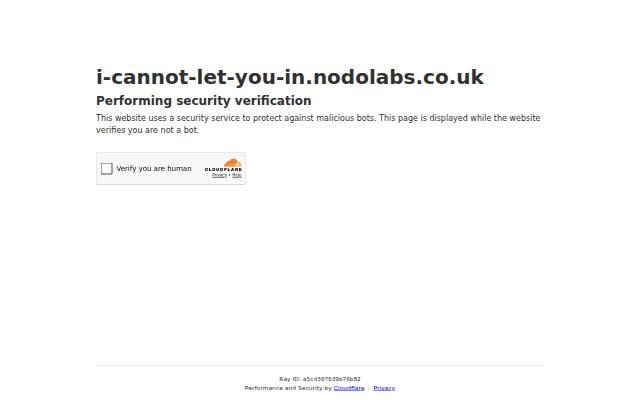 i-cannot-let-you-in.nodolabs.co.uk
Performing security verification
This website uses a security service to protect against malicious bots. This page is displayed while the website
verifies you are not a bot.
Verify you are human
CLOUDFLARE
Privacy • Help
Ray ID: a5cd387639b76b82
Performance and Security by Cloudflare | Privacy